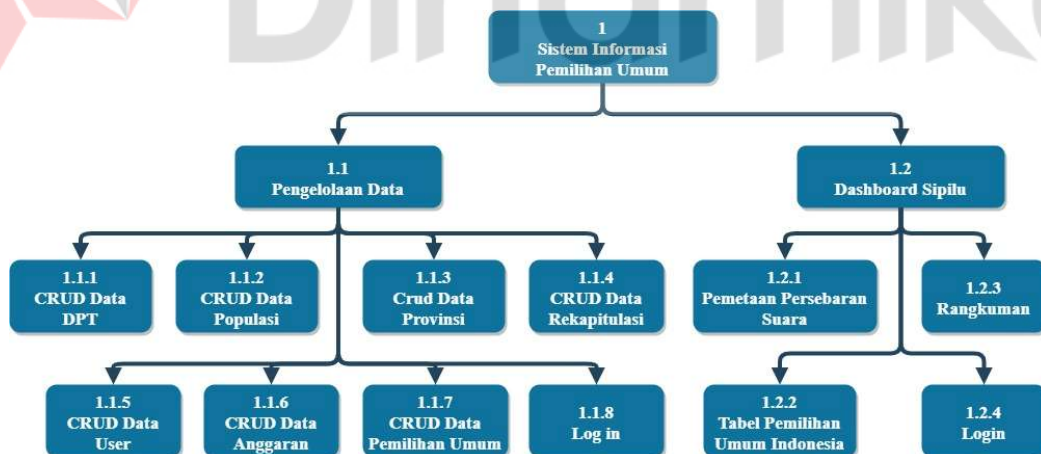 Dinamika
1
Sistem Informasi
Pemilihan Umum
1.1
Pengelolaan Data
1.2
Dashboard Sipilu
1.1.1
CRUD Data
DPT
1.1.2
CRUD Data
Populasi
1.1.3
Crud Data
Provinsi
1.1.4
CRUD Data
Rekapitulasi
1.2.1
Pemetaan Persebaran
Suara
1.2.3
Rangkuman
1.1.5
CRUD Data
User
1.1.6
CRUD Data
Anggaran
1.1.7
CRUD Data
Pemilihan Umum
1.1.8
Log in
1.2.2
Tabel Pemilihan
Umum Indonesia
1.2.4
Login